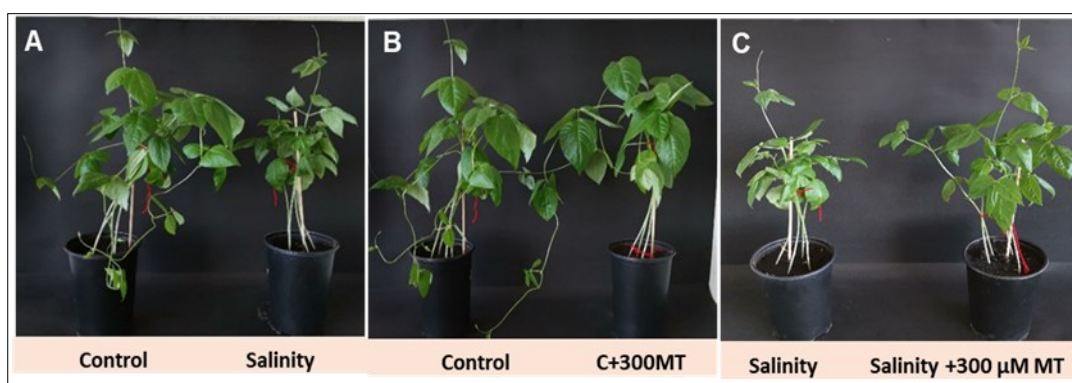 A
B
C
Control Salinity
Control C+300MT
Salinity Salinity +300 µM MT